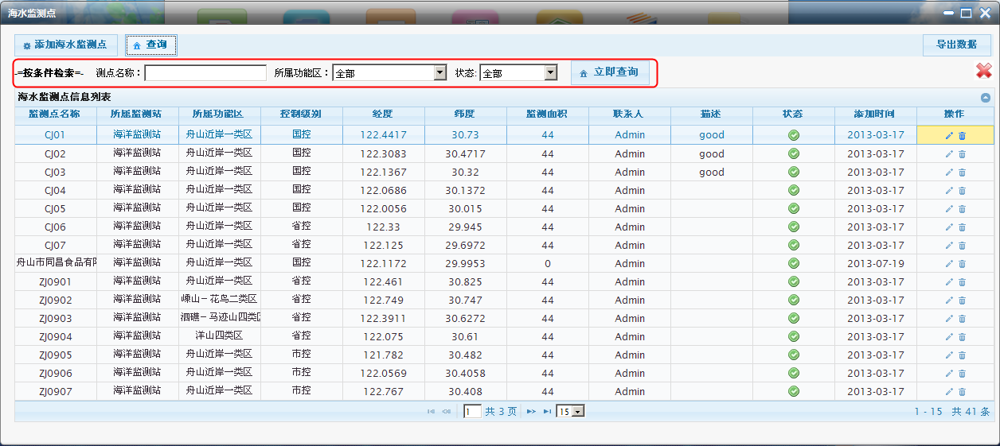 海水监测点
添加海水监测点 查询 导出数据
-=按条件检索=- 测点名称： 所属功能区： 全部 状态: 全部 立即查询
海水监测点信息列表
监测点名称 所属监测站 所属功能区 控制级别 经度 纬度 监测面积 联系人 描述 状态 添加时间 操作
CJ01 海洋监测站 舟山近岸一类区 国控 122.4417 30.73 44 Admin good 2013-03-17
CJ02 海洋监测站 舟山近岸一类区 国控 122.3083 30.4717 44 Admin good 2013-03-17
CJ03 海洋监测站 舟山近岸一类区 国控 122.1367 30.32 44 Admin good 2013-03-17
CJ04 海洋监测站 舟山近岸一类区 国控 122.0686 30.1372 44 Admin 2013-03-17
CJ05 海洋监测站 舟山近岸一类区 国控 122.0056 30.015 44 Admin 2013-03-17
CJ06 海洋监测站 舟山近岸一类区 省控 122.33 29.945 44 Admin 2013-03-17
CJ07 海洋监测站 舟山近岸一类区 省控 122.125 29.6972 44 Admin 2013-03-17
舟山市同昌食品有限 海洋监测站 舟山近岸一类区 国控 122.1172 29.9953 0 Admin 2013-07-19
ZJ0901 海洋监测站 舟山近岸一类区 省控 122.461 30.825 44 Admin 2013-03-17
ZJ0902 海洋监测站 嵊山－花鸟二类区 省控 122.749 30.747 44 Admin 2013-03-17
ZJ0903 海洋监测站 泗礁－马迹山四类区 省控 122.3911 30.6272 44 Admin 2013-03-17
ZJ0904 海洋监测站 洋山四类区 省控 122.075 30.61 44 Admin 2013-03-17
ZJ0905 海洋监测站 舟山近岸一类区 市控 121.782 30.482 44 Admin 2013-03-17
ZJ0906 海洋监测站 舟山近岸一类区 市控 122.0569 30.4058 44 Admin 2013-03-17
ZJ0907 海洋监测站 舟山近岸一类区 市控 122.767 30.408 44 Admin 2013-03-17
1 共 3 页 15 1 - 15 共 41 条